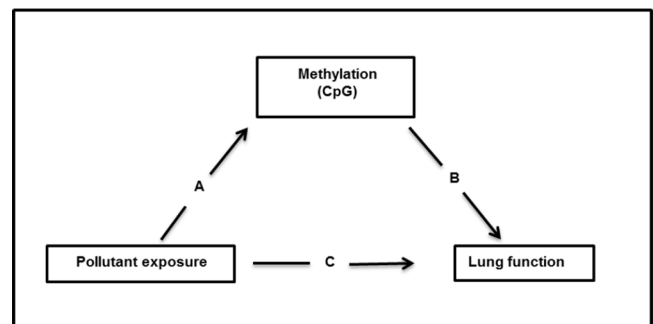 Methylation
(CpG)
A
B
Pollutant exposure
C
Lung function